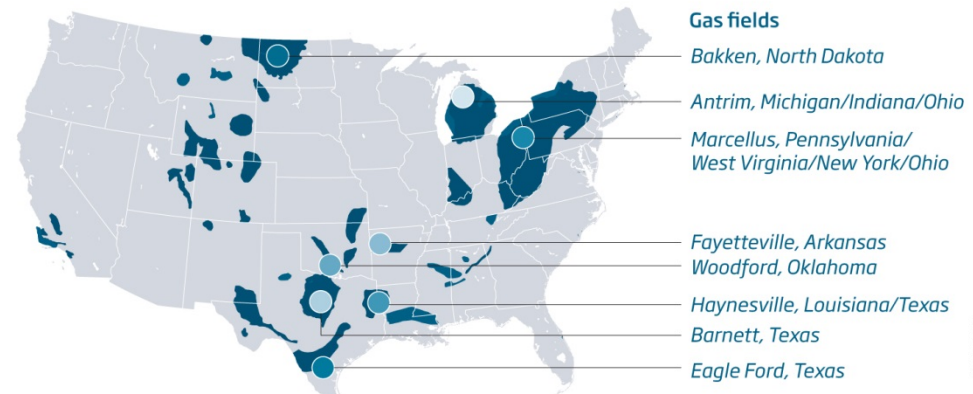 Gas fields
Bakken, North Dakota
Antrim, Michigan/Indiana/Ohio
Marcellus, Pennsylvania/
West Virginia/New York/Ohio
Fayetteville, Arkansas
Woodford, Oklahoma
Haynesville, Louisiana/Texas
Barnett, Texas
Eagle Ford, Texas